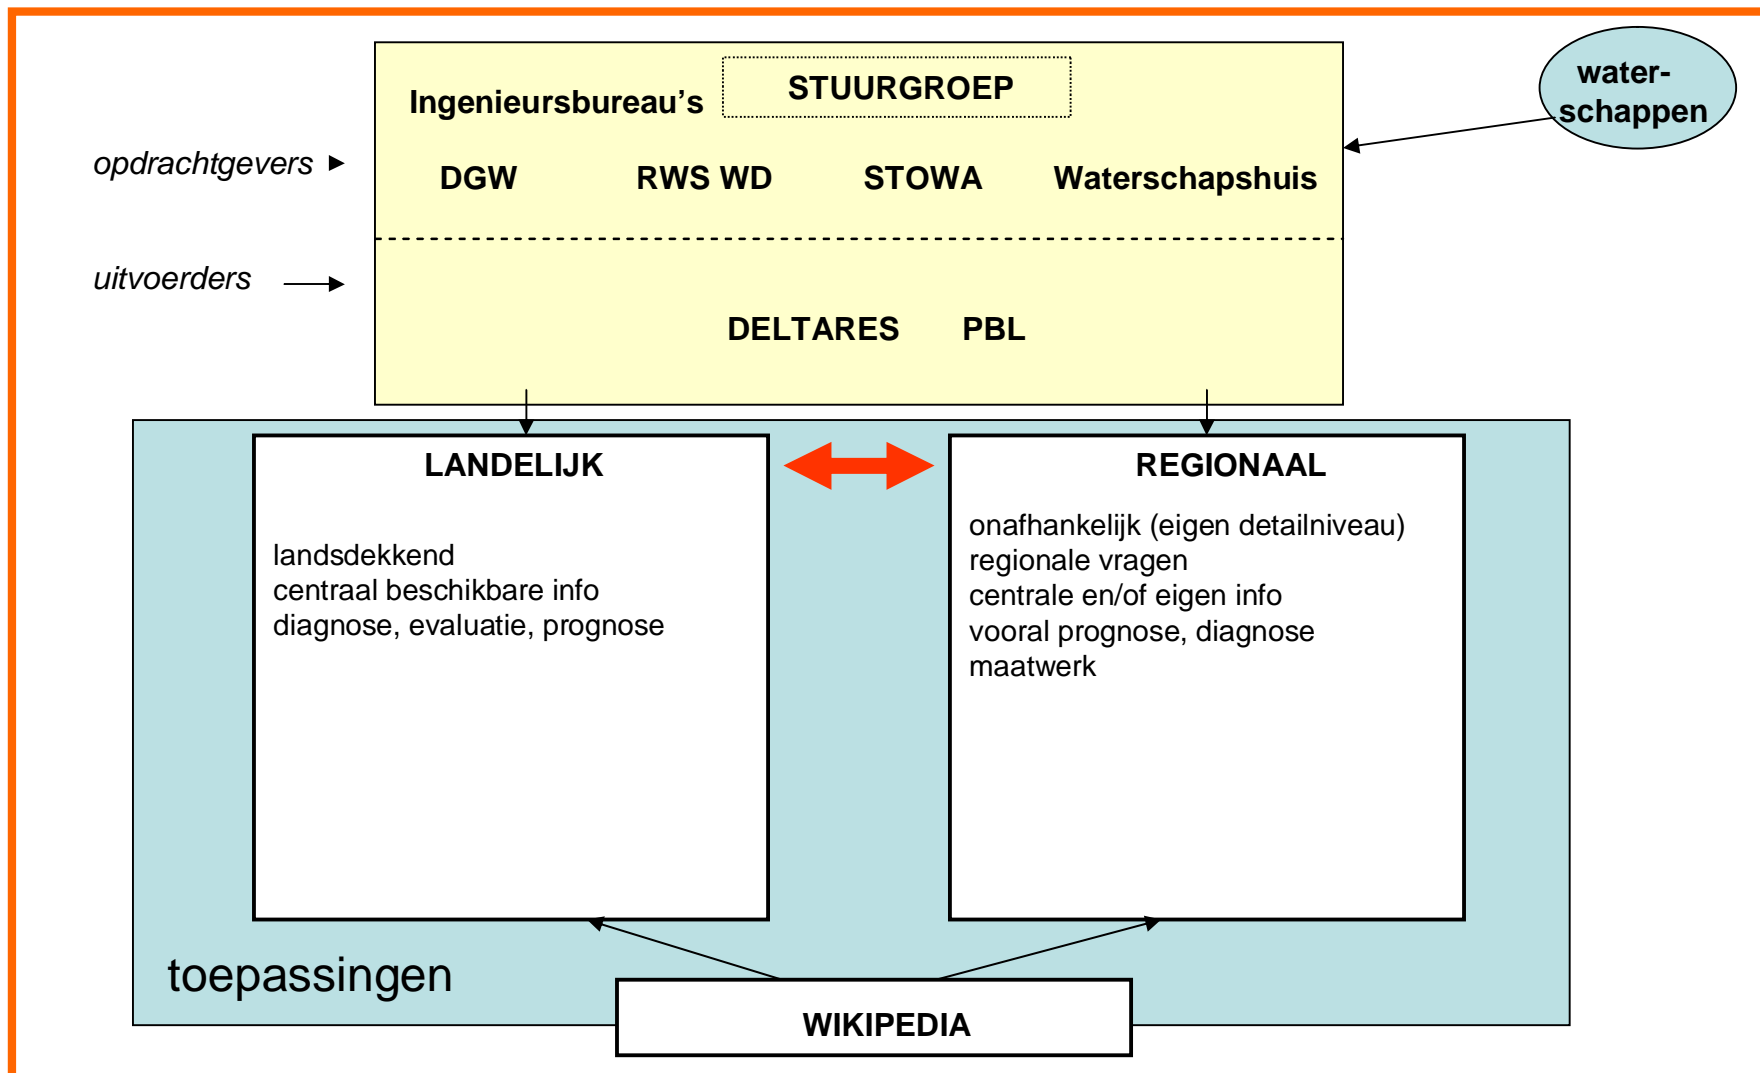 STUURGROEP
Ingenieursbureau's
water-
schappen
opdrachtgevers
DGW RWS WD STOWA Waterschapshuis
uitvoerders
DELTARES PBL
LANDELIJK
landsdekkend
centraal beschikbare info
diagnose, evaluatie, prognose
REGIONAAL
onafhankelijk (eigen detailniveau)
regionale vragen
centrale en/of eigen info
vooral prognose, diagnose
maatwerk
toepassingen
WIKIPEDIA